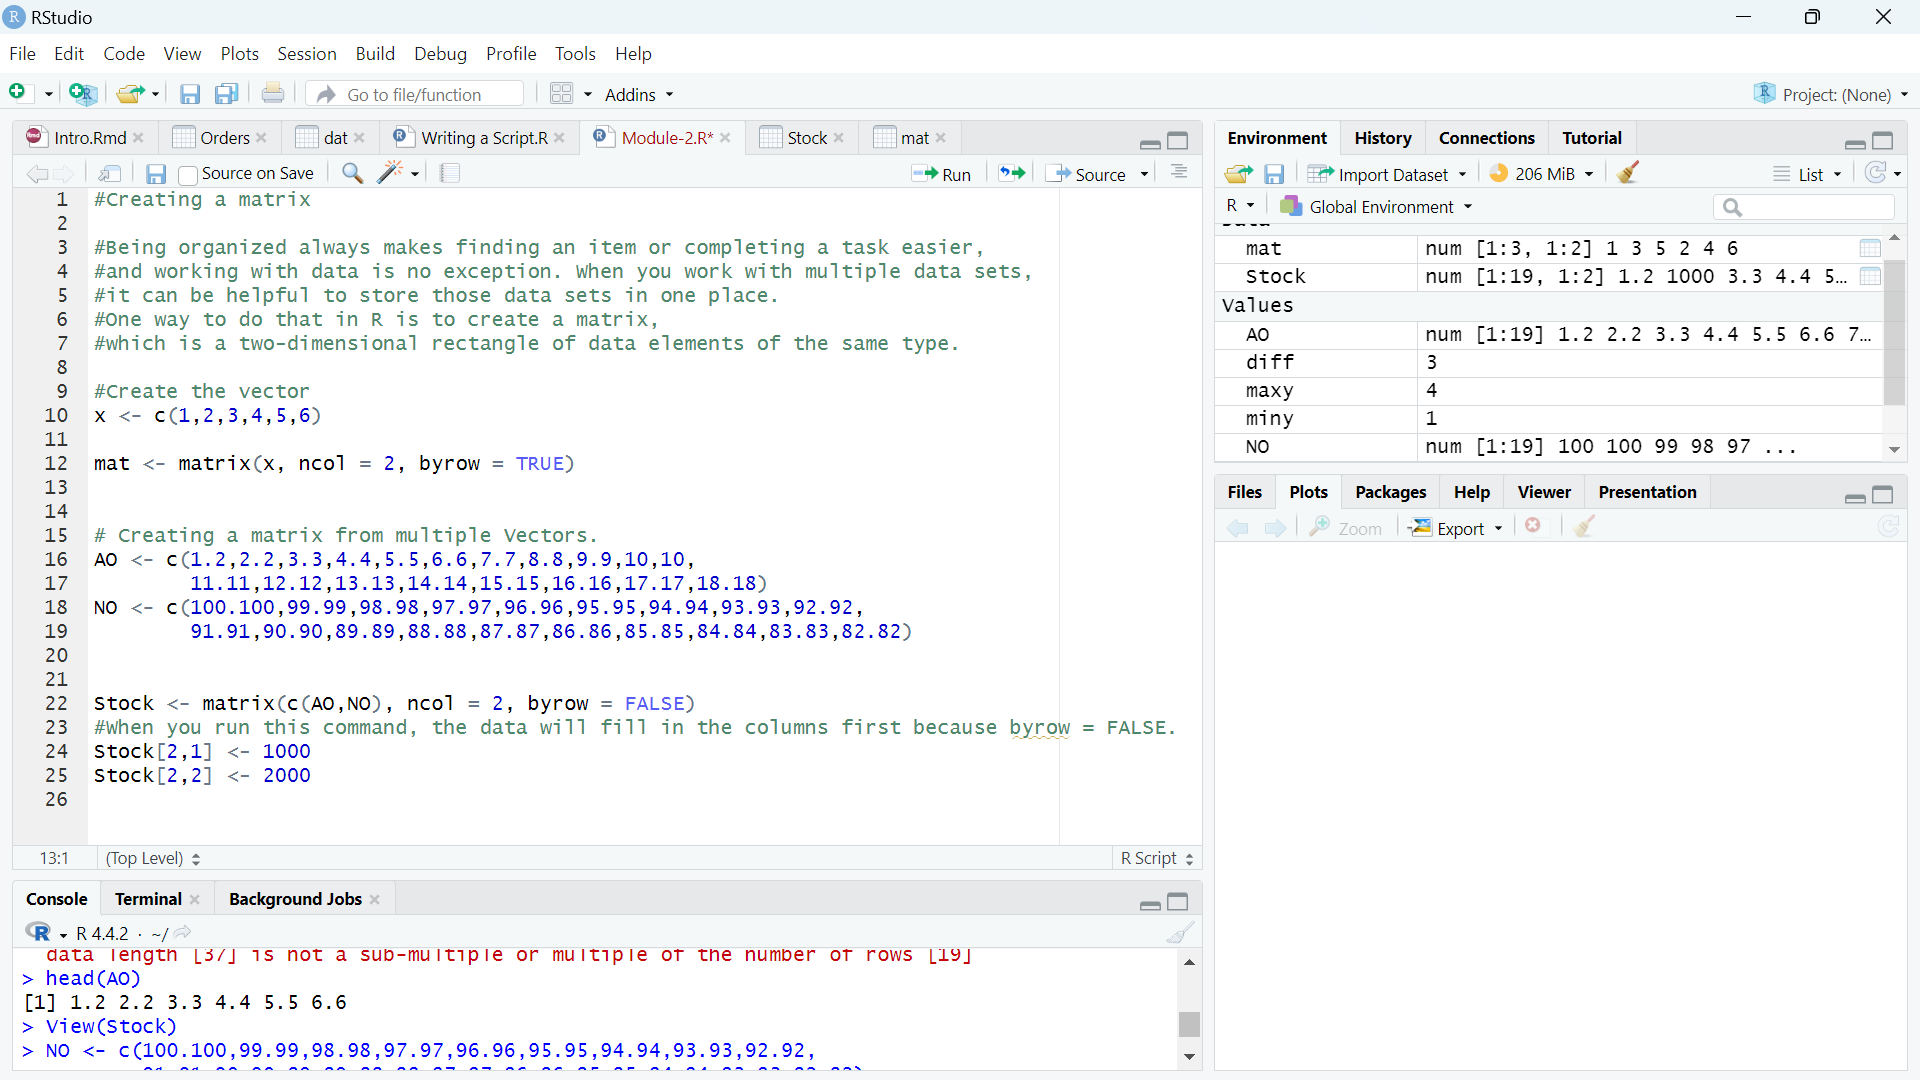 RStudio
File Edit Code View Plots Session Build Debug Profile Tools Help
Go to file/function Addins Project: (None)
Intro.Rmd Orders dat Writing a Script.R Module-2.R* Stock mat
Source on Save Run Source
1 #Creating a matrix
2
3 #Being organized always makes finding an item or completing a task easier,
4 #and working with data is no exception. When you work with multiple data sets,
5 #it can be helpful to store those data sets in one place.
6 #One way to do that in R is to create a matrix,
7 #which is a two-dimensional rectangle of data elements of the same type.
8
9 #Create the vector
10 x <- c(1,2,3,4,5,6)
11
12 mat <- matrix(x, ncol = 2, byrow = TRUE)
13
14
15 # Creating a matrix from multiple Vectors.
16 AO <- c(1.2,2.2,3.3,4.4,5.5,6.6,7.7,8.8,9.9,10,10,
17 11.11,12.12,13.13,14.14,15.15,16.16,17.17,18.18)
18 NO <- c(100.100,99.99,98.98,97.97,96.96,95.95,94.94,93.93,92.92,
19 91.91,90.90,89.89,88.88,87.87,86.86,85.85,84.84,83.83,82.82)
20
21
22 Stock <- matrix(c(AO,NO), ncol = 2, byrow = FALSE)
23 #When you run this command, the data will fill in the columns first because byrow = FALSE.
24 Stock[2,1] <- 1000
25 Stock[2,2] <- 2000
26
13:1 (Top Level) R Script
Console Terminal Background Jobs
R 4.4.2 · ~/
data length [37] is not a sub-multiple or multiple of the number of rows [19]
> head(AO)
[1] 1.2 2.2 3.3 4.4 5.5 6.6
> View(Stock)
> NO <- c(100.100,99.99,98.98,97.97,96.96,95.95,94.94,93.93,92.92,
Environment History Connections Tutorial
Import Dataset 206 MiB List
R Global Environment
Data
mat num [1:3, 1:2] 1 3 5 2 4 6
Stock num [1:19, 1:2] 1.2 1000 3.3 4.4 5...
Values
AO num [1:19] 1.2 2.2 3.3 4.4 5.5 6.6 7...
diff 3
maxy 4
miny 1
NO num [1:19] 100 100 99 98 97 ...
Files Plots Packages Help Viewer Presentation
Zoom Export